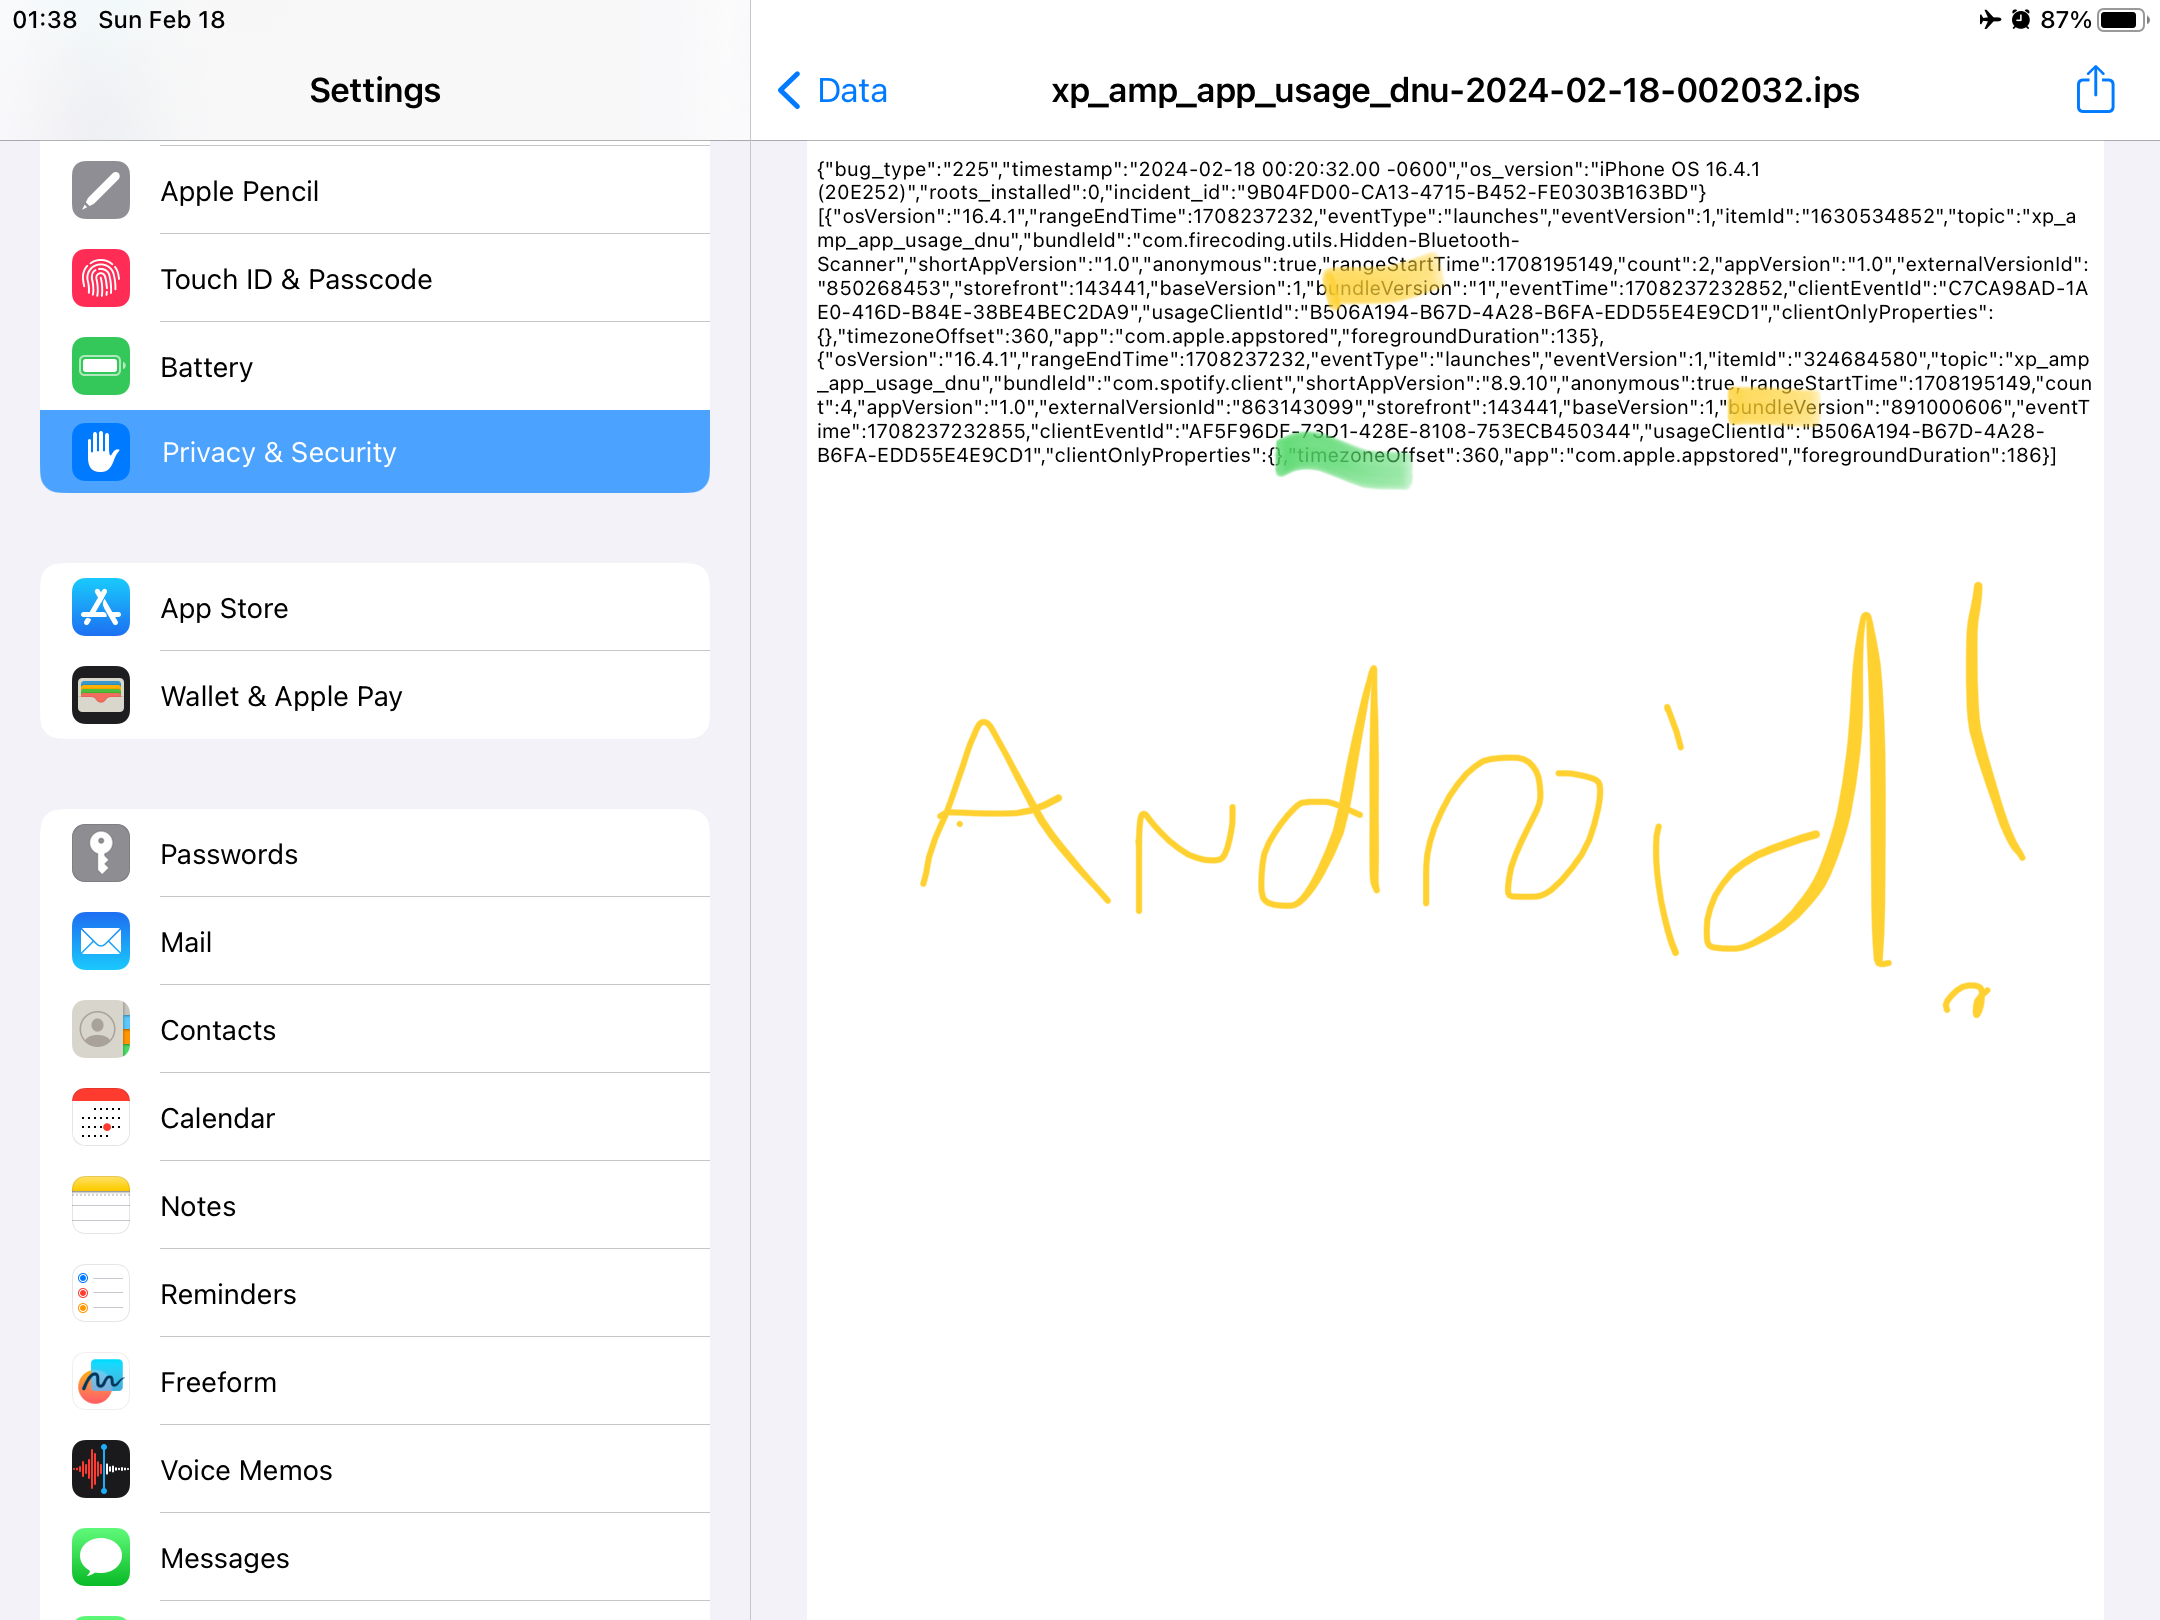 01:38 Sun Feb 18
87%
Settings
Data
xp_amp_app_usage_dnu-2024-02-18-002032.ips
Apple Pencil
Touch ID & Passcode
Battery
Privacy & Security
App Store
Wallet & Apple Pay
Passwords
Mail
Contacts
Calendar
Notes
Reminders
Freeform
Voice Memos
Messages
{"bug_type":"225","timestamp":"2024-02-18 00:20:32.00 -0600","os_version":"iPhone OS 16.4.1
(20E252)","roots_installed":0,"incident_id":"9B04FD00-CA13-4715-B452-FE0303B163BD"}
[{"osVersion":"16.4.1","rangeEndTime":1708237232,"eventType":"launches","eventVersion":1,"itemId":"1630534852","topic":"xp_a
mp_app_usage_dnu","bundleId":"com.firecoding.utils.Hidden-Bluetooth-
Scanner","shortAppVersion":"1.0","anonymous":true,"rangeStartTime":1708195149,"count":2,"appVersion":"1.0","externalVersionId":
"850268453","storefront":143441,"baseVersion":1,"bundleVersion":"1","eventTime":1708237232852,"clientEventId":"C7CA98AD-1A
E0-416D-B84E-38BE4BEC2DA9","usageClientId":"B506A194-B67D-4A28-B6FA-EDD55E4E9CD1","clientOnlyProperties":
{},"timezoneOffset":360,"app":"com.apple.appstored","foregroundDuration":135},
{"osVersion":"16.4.1","rangeEndTime":1708237232,"eventType":"launches","eventVersion":1,"itemId":"324684580","topic":"xp_amp
_app_usage_dnu","bundleId":"com.spotify.client","shortAppVersion":"8.9.10","anonymous":true,"rangeStartTime":1708195149,"coun
t":4,"appVersion":"1.0","externalVersionId":"863143099","storefront":143441,"baseVersion":1,"bundleVersion":"891000606","eventT
ime":1708237232855,"clientEventId":"AF5F96DF-73D1-428E-8108-753ECB450344","usageClientId":"B506A194-B67D-4A28-
B6FA-EDD55E4E9CD1","clientOnlyProperties":{},"timezoneOffset":360,"app":"com.apple.appstored","foregroundDuration":186}]
Android!